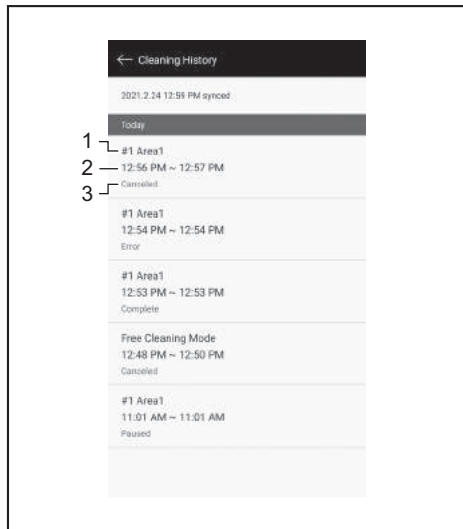 Cleaning History
2021.2.24 12:59 PM synced
Today
1
#1 Area1
2
12:56 PM ~ 12:57 PM
3
Canceled
#1 Area1
12:54 PM ~ 12:54 PM
Error
#1 Area1
12:53 PM ~ 12:53 PM
Complete
Free Cleaning Mode
12:48 PM ~ 12:50 PM
Canceled
#1 Area1
11:01 AM ~ 11:01 AM
Paused